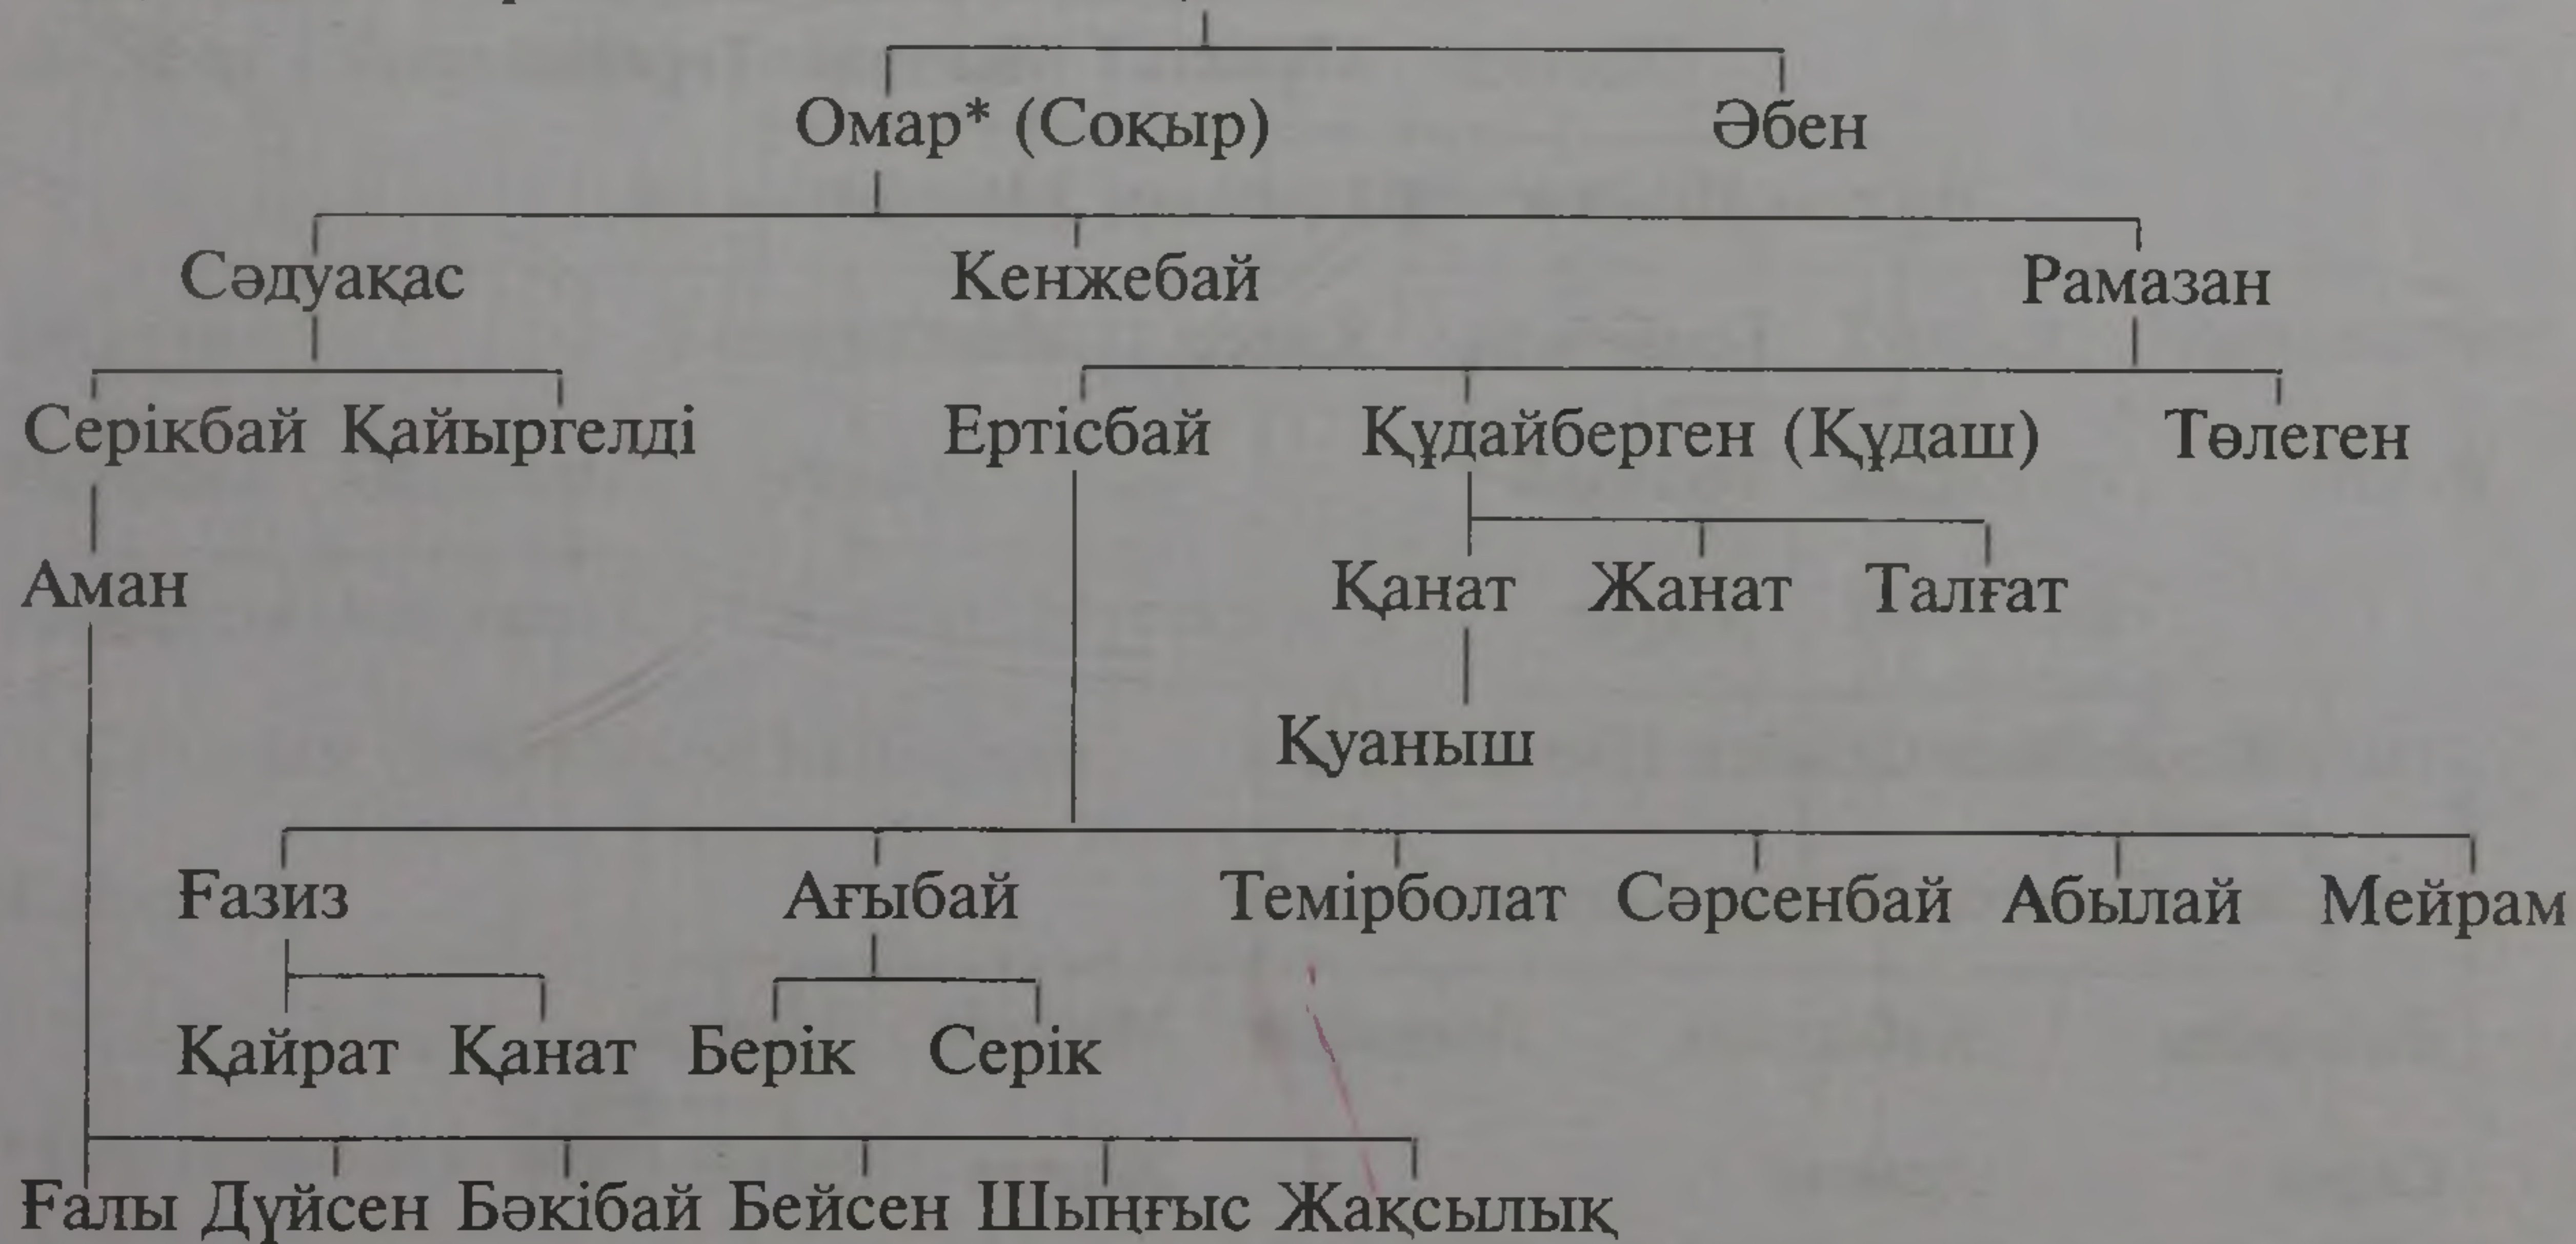 Омар* (Соқыр) Әбен
Сәдуақас Кенжебай Рамазан
Серікбай Қайыргелді Ертісбай Құдайберген (Құдаш) Төлеген
Аман Қанат Жанат Талғат
Қуаныш
Ғазиз Ағыбай Темірболат Сәрсенбай Абылай Мейрам
Қайрат Қанат Берік Серік
Ғалы Дүйсен Бәкібай Бейсен Шыңғыс Жақсылық